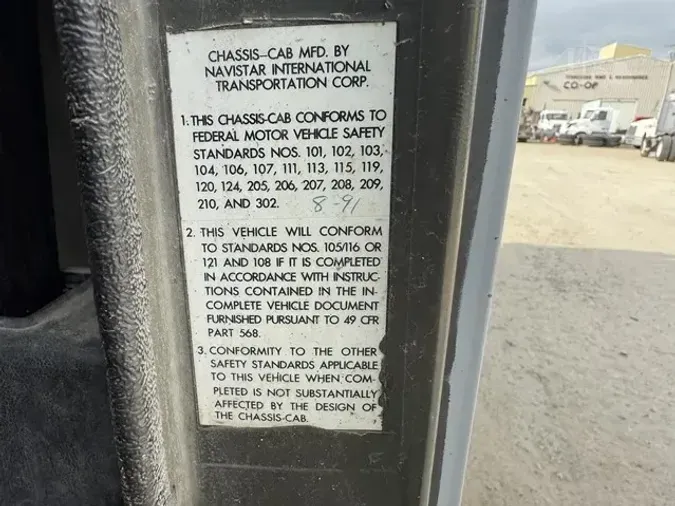 CHASSIS-CAB MFD. BY
NAVISTAR INTERNATIONAL
TRANSPORTATION CORP.
1. THIS CHASSIS-CAB CONFORMS TO
FEDERAL MOTOR VEHICLE SAFETY
STANDARDS NOS. 101, 102, 103,
104, 106, 107, 111, 113, 115, 119,
120, 124, 205, 206, 207, 208, 209,
210, AND 302. 8-91
2. THIS VEHICLE WILL CONFORM
TO STANDARDS NOS. 105/116 OR
121 AND 108 IF IT IS COMPLETED
IN ACCORDANCE WITH INSTRUC-
TIONS CONTAINED IN THE IN-
COMPLETE VEHICLE DOCUMENT
FURNISHED PURSUANT TO 49 CFR
PART 568.
3. CONFORMITY TO THE OTHER
SAFETY STANDARDS APPLICABLE
TO THIS VEHICLE WHEN COM-
PLETED IS NOT SUBSTANTIALLY
AFFECTED BY THE DESIGN OF
THE CHASSIS-CAB.
CO-OP